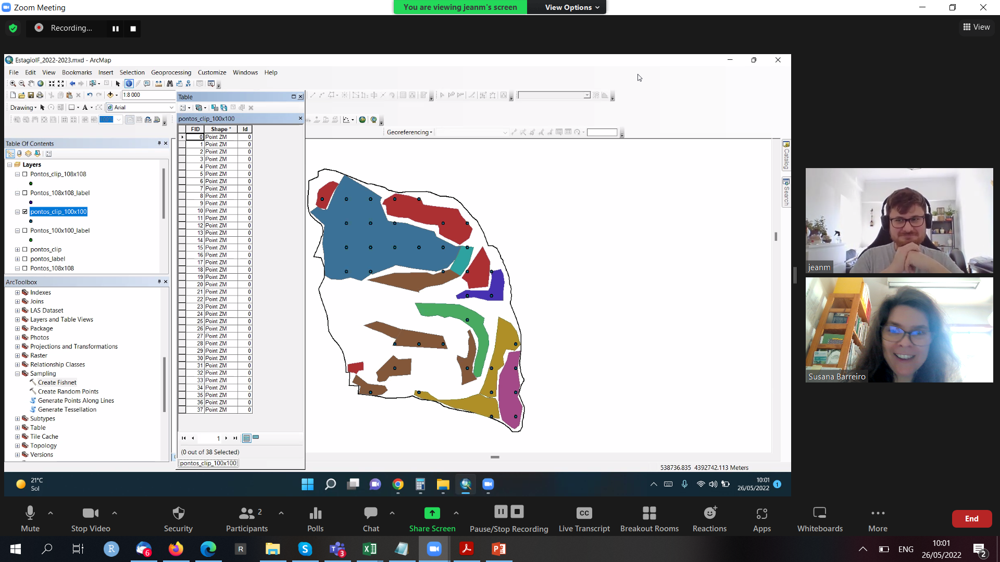 Zoom Meeting
You are viewing jeanm's screen
View Options
Recording...
View
EstagioIF_2022-2023.mxd - ArcMap
File Edit View Bookmarks Insert Selection Geoprocessing Customize Windows Help
1:8 000
Drawing
Arial
100%
Georeferencing
Table
pontos_clip_100x100
FID Shape * Id
0 Point ZM 0
1 Point ZM 0
2 Point ZM 0
3 Point ZM 0
4 Point ZM 0
5 Point ZM 0
6 Point ZM 0
7 Point ZM 0
8 Point ZM 0
9 Point ZM 0
10 Point ZM 0
11 Point ZM 0
12 Point ZM 0
13 Point ZM 0
14 Point ZM 0
15 Point ZM 0
16 Point ZM 0
17 Point ZM 0
18 Point ZM 0
19 Point ZM 0
20 Point ZM 0
21 Point ZM 0
22 Point ZM 0
23 Point ZM 0
24 Point ZM 0
25 Point ZM 0
26 Point ZM 0
27 Point ZM 0
28 Point ZM 0
29 Point ZM 0
30 Point ZM 0
31 Point ZM 0
32 Point ZM 0
33 Point ZM 0
34 Point ZM 0
35 Point ZM 0
36 Point ZM 0
37 Point ZM 0
1
(0 out of 38 Selected)
pontos_clip_100x100
Table Of Contents
Layers
Pontos_clip_108x108
Pontos_108x108_label
pontos_clip_100x100
Pontos_100x100_label
pontos_clip
pontos_label
Pontos_108x108
ArcToolbox
Indexes
Joins
LAS Dataset
Layers and Table Views
Package
Photos
Projections and Transformations
Raster
Relationship Classes
Sampling
Create Fishnet
Create Random Points
Generate Points Along Lines
Generate Tessellation
Subtypes
Table
Tile Cache
Topology
Versions
Catalog
Search
538736.835 4392742.113 Meters
jeanm
Susana Barreiro
21°C
Sol
10:01
26/05/2022
1
Mute
Stop Video
Security
2
Participants
Polls
Chat
Share Screen
Pause/Stop Recording
CC
Live Transcript
Breakout Rooms
Reactions
Apps
Whiteboards
More
End
R
6
R
3
ENG
10:01
26/05/2022
2